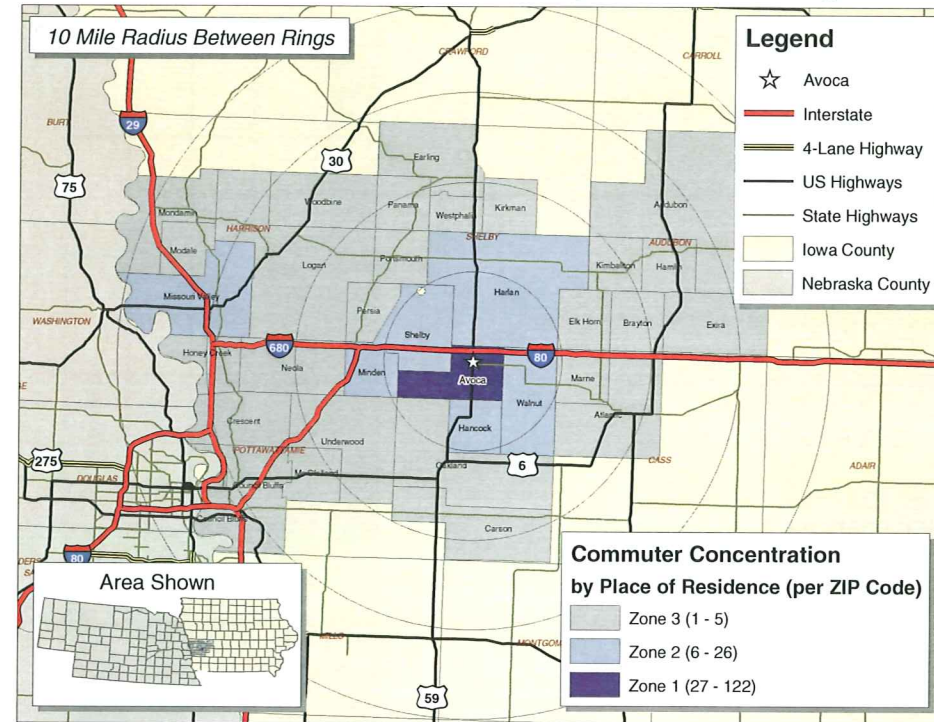 10 Mile Radius Between Rings
CRAWFORD
CARROLL
BURT
29
30
75
Earling
Woodbine
Panama
Westphalia
Kirkman
Mondamin
HARRISON
SHELBY
Audubon
AUDUBON
Modale
Logan
Portsmouth
Kimballton
Hamlin
Missouri Valley
Harlan
Persia
WASHINGTON
Shelby
Elk Horn
Brayton
Exira
Honey Creek
680
80
Neola
Minden
Avoca
Marne
Walnut
Crescent
Hancock
Atlantic
Underwood
POTTAWATTAMIE
275
6
CASS
ADAIR
DOUGLAS
McClelland
Oakland
Council Bluffs
Council Bluffs
Carson
80
MILLS
MONTGOM
59
Legend
Avoca
Interstate
4-Lane Highway
US Highways
State Highways
Iowa County
Nebraska County
Area Shown
Commuter Concentration
by Place of Residence (per ZIP Code)
Zone 3 (1 - 5)
Zone 2 (6 - 26)
Zone 1 (27 - 122)